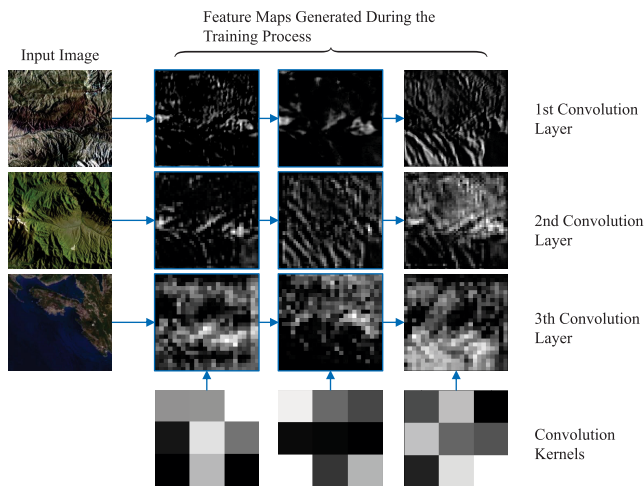 Feature Maps Generated During the
Training Process
Input Image
1st Convolution
Layer
2nd Convolution
Layer
3th Convolution
Layer
Convolution
Kernels